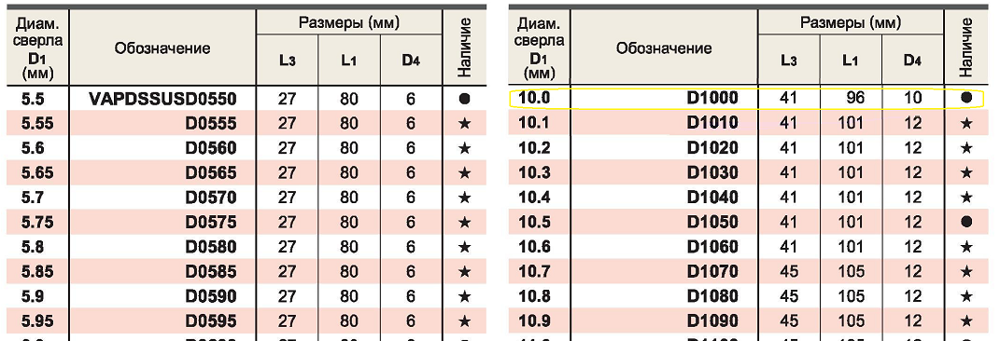 Диам. сверла D1 (мм) Обозначение Размеры (мм) Наличие
L3 L1 D4
5.5 VAPDSSUSD0550 27 80 6 ●
5.55 D0555 27 80 6 ★
5.6 D0560 27 80 6 ★
5.65 D0565 27 80 6 ★
5.7 D0570 27 80 6 ★
5.75 D0575 27 80 6 ★
5.8 D0580 27 80 6 ★
5.85 D0585 27 80 6 ★
5.9 D0590 27 80 6 ★
5.95 D0595 27 80 6 ★
Диам. сверла D1 (мм) Обозначение Размеры (мм) Наличие
L3 L1 D4
10.0 D1000 41 96 10 ●
10.1 D1010 41 101 12 ★
10.2 D1020 41 101 12 ★
10.3 D1030 41 101 12 ★
10.4 D1040 41 101 12 ★
10.5 D1050 41 101 12 ●
10.6 D1060 41 101 12 ★
10.7 D1070 45 105 12 ★
10.8 D1080 45 105 12 ★
10.9 D1090 45 105 12 ★